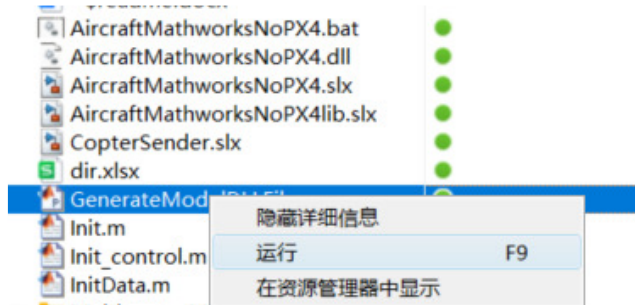 AircraftMathworksNoPX4.bat
AircraftMathworksNoPX4.dll
AircraftMathworksNoPX4.slx
AircraftMathworksNoPX4lib.slx
CopterSender.slx
dir.xlsx
Init.m
隐藏详细信息
Init_control.m
运行 F9
InitData.m
在资源管理器中显示